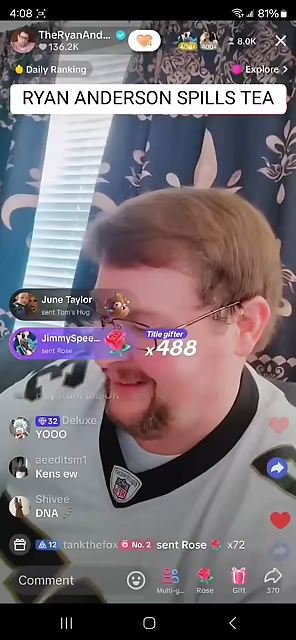 4:08
81%
TheRyanAnd...
136.2K
8.0K
Daily Ranking
Explore >
RYAN ANDERSON SPILLS TEA
June Taylor
sent Tom's Hug
Title gifter
JimmySpee...
sent Rose
x488
32 Deluxe
YOOO
aeeditsm1
Kens ew
Shivee
DNA
NFL
12 tankthefox No. 2 sent Rose x72
Comment
Multi-g...
Rose
Gift
370